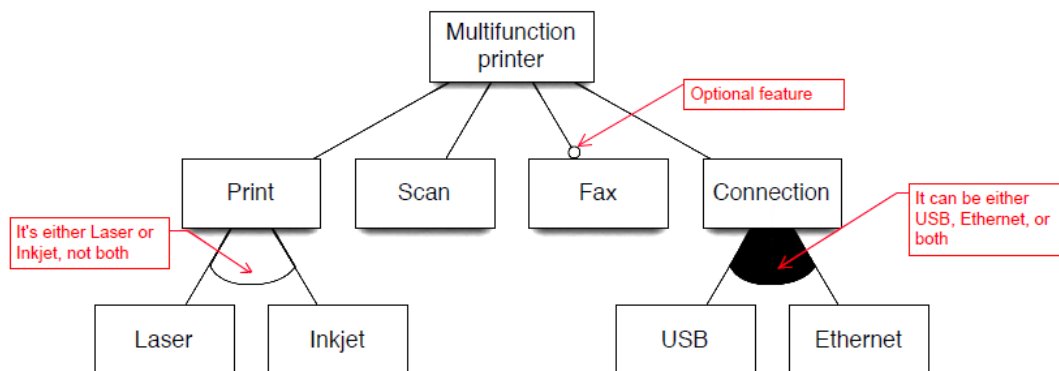 Multifunction
printer
Optional feature
Print
Scan
Fax
Connection
It's either Laser or
Inkjet, not both
It can be either
USB, Ethernet, or
both
Laser
Inkjet
USB
Ethernet